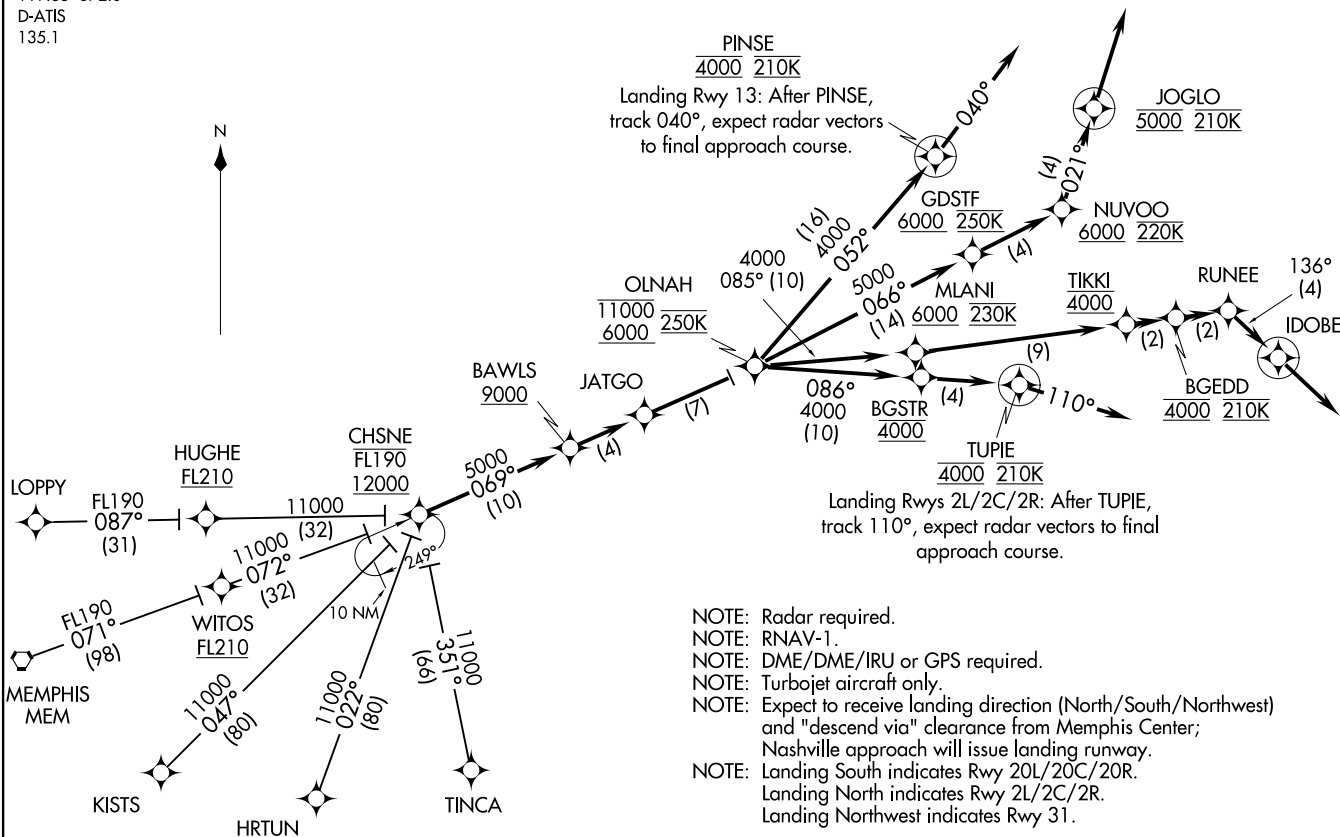 D-ATIS
135.1
N
PINSE
4000 210K
Landing Rwy 13: After PINSE,
track 040°, expect radar vectors
to final approach course.
040°
JOGLO
5000 210K
(4)
021°
GDSTF
6000 250K
NUVOO
6000 220K
(16)
4000
052°
4000
085° (10)
5000
066°
(14)
(4)
OLNAH
11000
6000
250K
MLANI
6000 230K
TIKKI
4000
RUNEE
136°
(4)
IDOBE
(9)
(2)
(2)
BGEDD
4000 210K
BAWLS
9000
JATGO
(7)
(4)
086°
4000
(10)
BGSTR
4000
(4)
110°
TUPIE
4000 210K
Landing Rwys 2L/2C/2R: After TUPIE,
track 110°, expect radar vectors to final
approach course.
HUGHE
FL210
CHSNE
FL190
12000
5000
069°
(10)
LOPPY
FL190
087°
(31)
11000
(32)
11000
072°
(32)
249°
10 NM
WITOS
FL210
FL190
071°
(98)
MEMPHIS
MEM
11000
047°
(80)
11000
022°
(80)
11000
351°
(66)
KISTS
HRTUN
TINCA
NOTE: Radar required.
NOTE: RNAV-1.
NOTE: DME/DME/IRU or GPS required.
NOTE: Turbojet aircraft only.
NOTE: Expect to receive landing direction (North/South/Northwest)
and "descend via" clearance from Memphis Center;
Nashville approach will issue landing runway.
NOTE: Landing South indicates Rwy 20L/20C/20R.
Landing North indicates Rwy 2L/2C/2R.
Landing Northwest indicates Rwy 31.